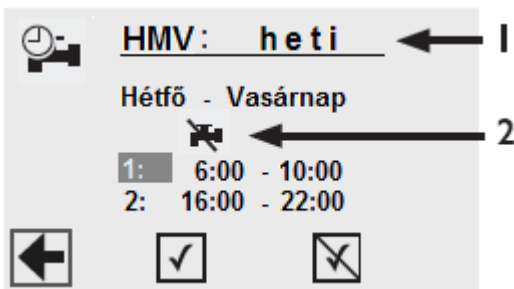 HMV: heti
1
Hétfő - Vasárnap
2
1: 6:00 - 10:00
2: 16:00 - 22:00